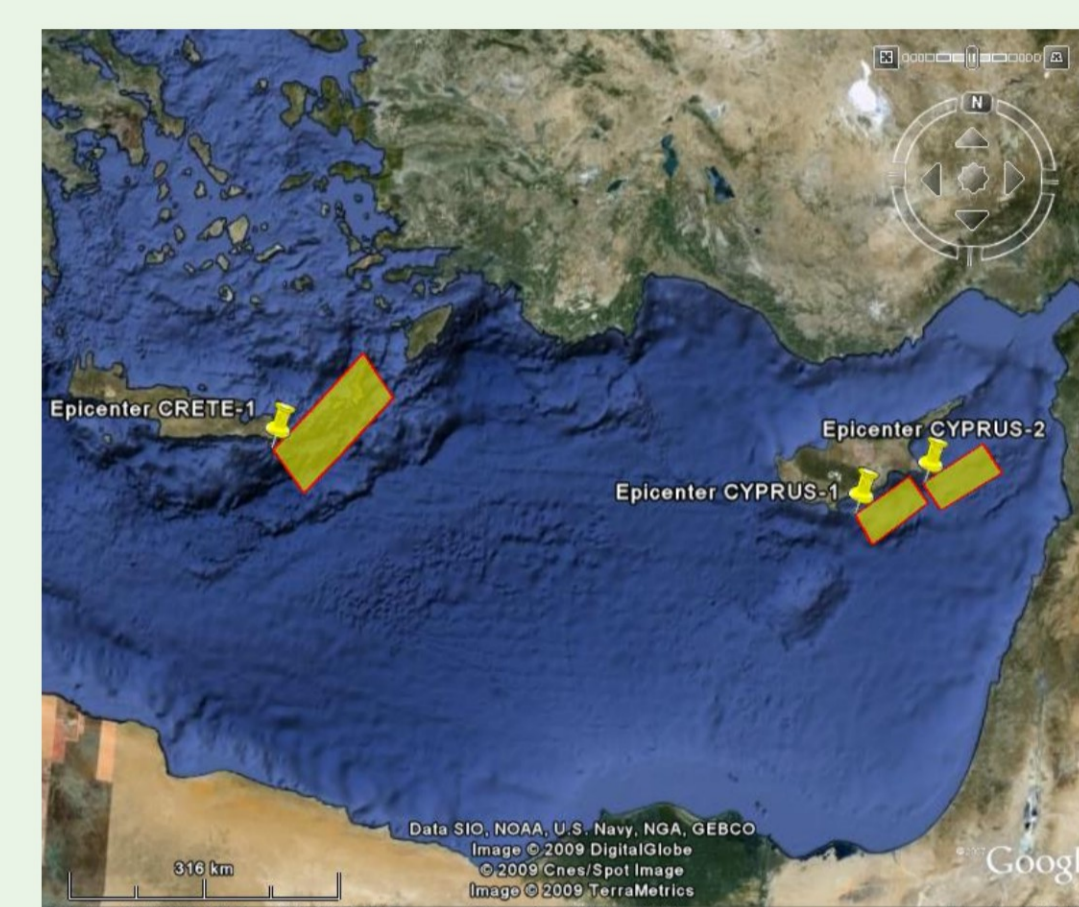 N
Epicenter CRETE-1
Epicenter CYPRUS-2
Epicenter CYPRUS-1
Data SIO, NOAA, U.S. Navy, NGA, GEBCO
Image © 2009 DigitalGlobe
© 2009 Cnes/Spot Image
Image © 2009 TerraMetrics
316 km
Googl